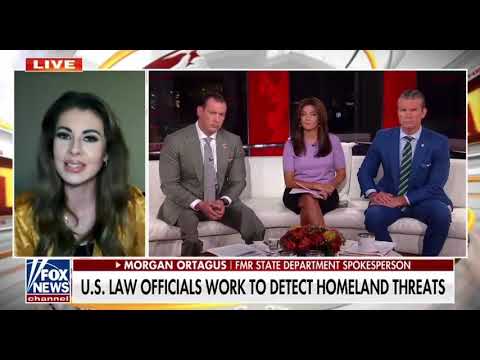 LIVE
MORGAN ORTAGUS | FMR STATE DEPARTMENT SPOKESPERSON
FOX
NEWS
channel
U.S. LAW OFFICIALS WORK TO DETECT HOMELAND THREATS